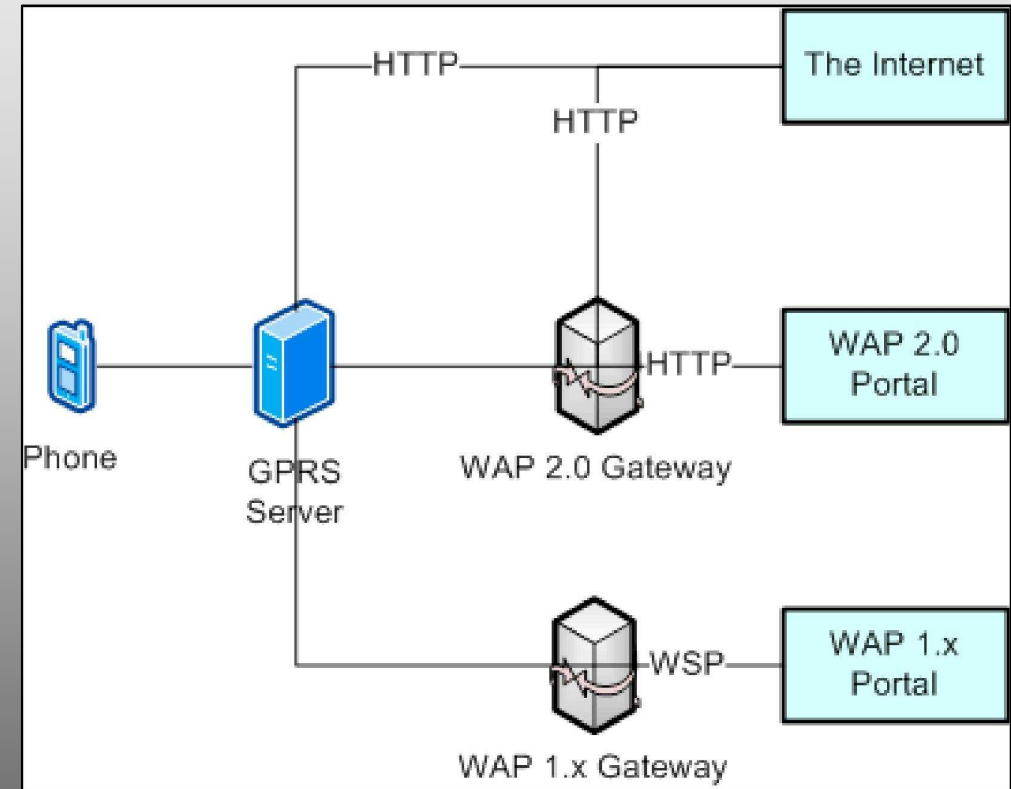 HTTP
The Internet
HTTP
WAP 2.0
Portal
HTTP
Phone
GPRS
Server
WAP 2.0 Gateway
WAP 1.x
Portal
WSP
WAP 1.x Gateway